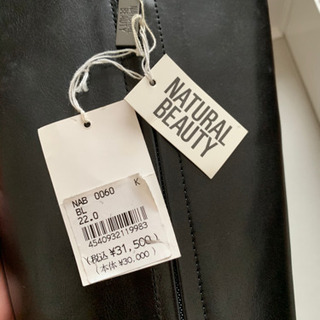 NATURAL
BEAUTY
NAB 0060 K
BL
22.0
4540932119983
(税込 ¥31,500)
(本体 ¥30,000)